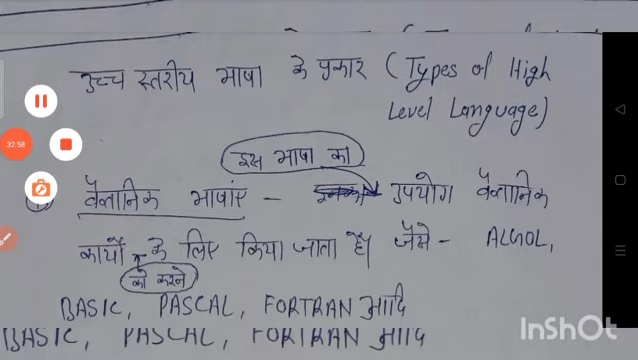 उच्च स्तरीय भाषा के प्रकार (Types of High
Level Language)
इस भाषा का
वैज्ञानिक भाषाएं - उपयोग वैज्ञानिक
कार्यों के लिए किया जाता है। जैसे- ALGOL,
को करने
BASIC, PASCAL, FORTRAN आदि
BASIC, PASCAL, FORTRAN आदि
32:58
InShOt